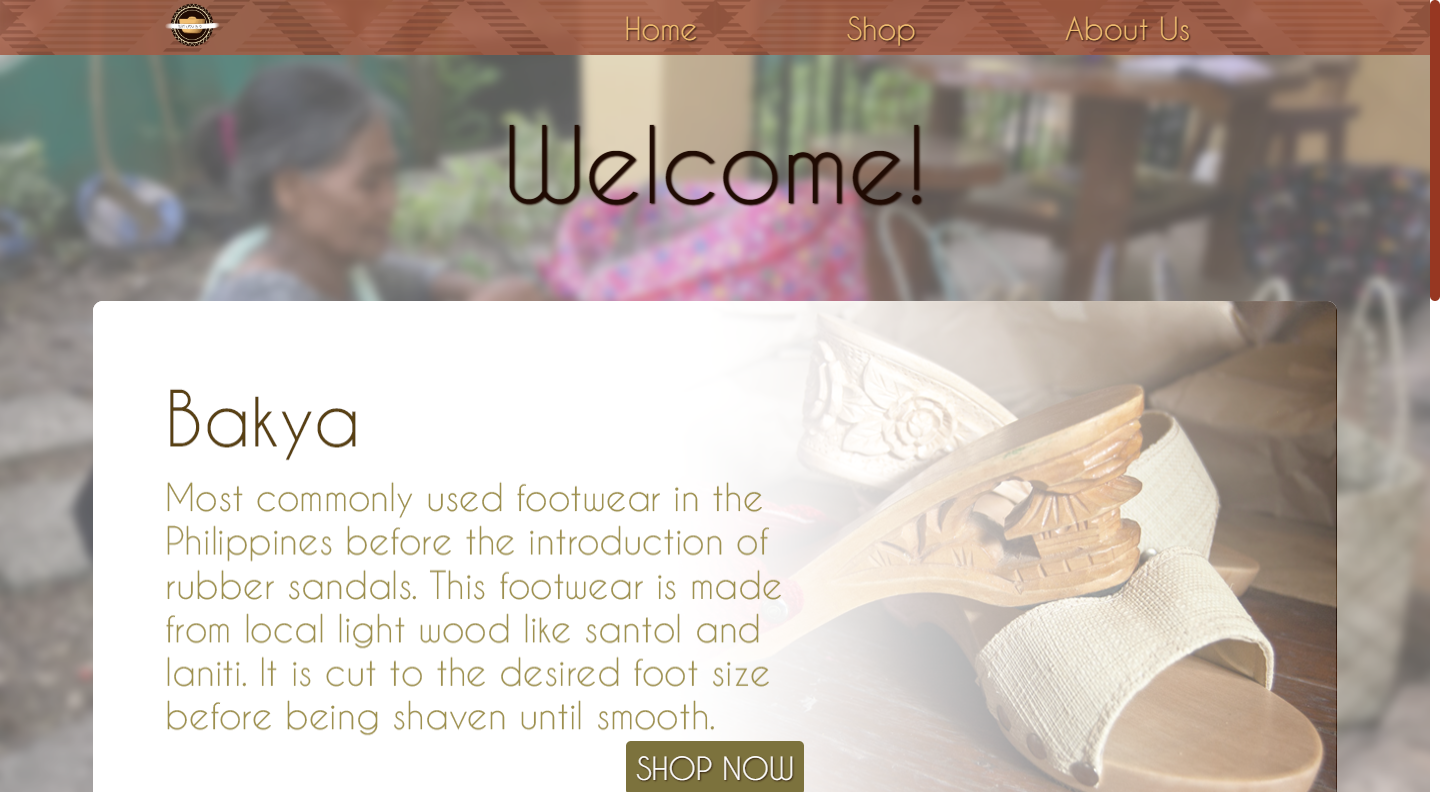 Home Shop About Us
Welcome!
Bakya
Most commonly used footwear in the
Philippines before the introduction of
rubber sandals. This footwear is made
from local light wood like santol and
laniti. It is cut to the desired foot size
before being shaven until smooth.
SHOP NOW